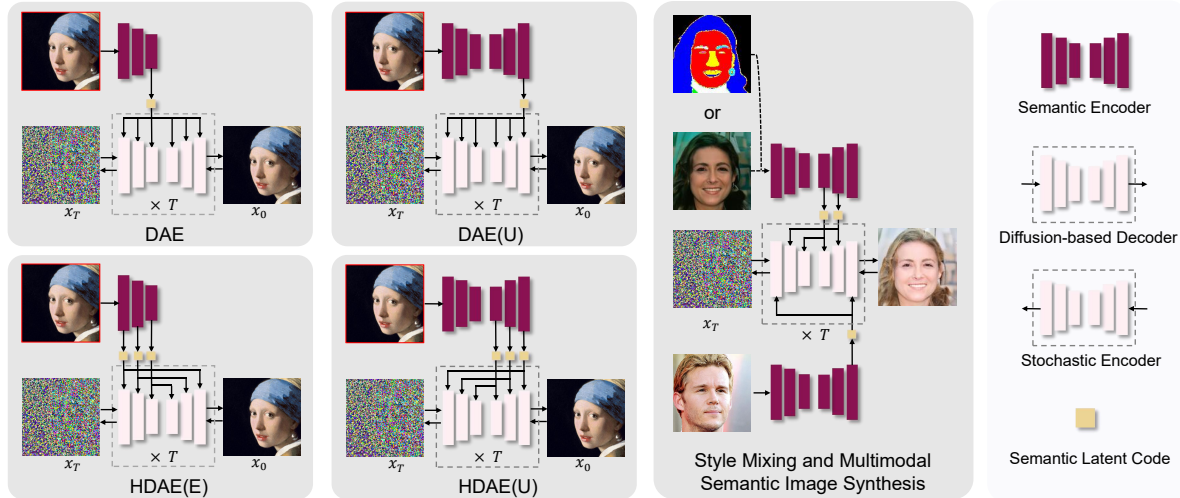 x_T
× T
x_0
DAE
x_T
× T
x_0
DAE(U)
x_T
× T
x_0
HDAE(E)
x_T
× T
x_0
HDAE(U)
or
x_T
× T
Style Mixing and Multimodal
Semantic Image Synthesis
Semantic Encoder
Diffusion-based Decoder
Stochastic Encoder
Semantic Latent Code